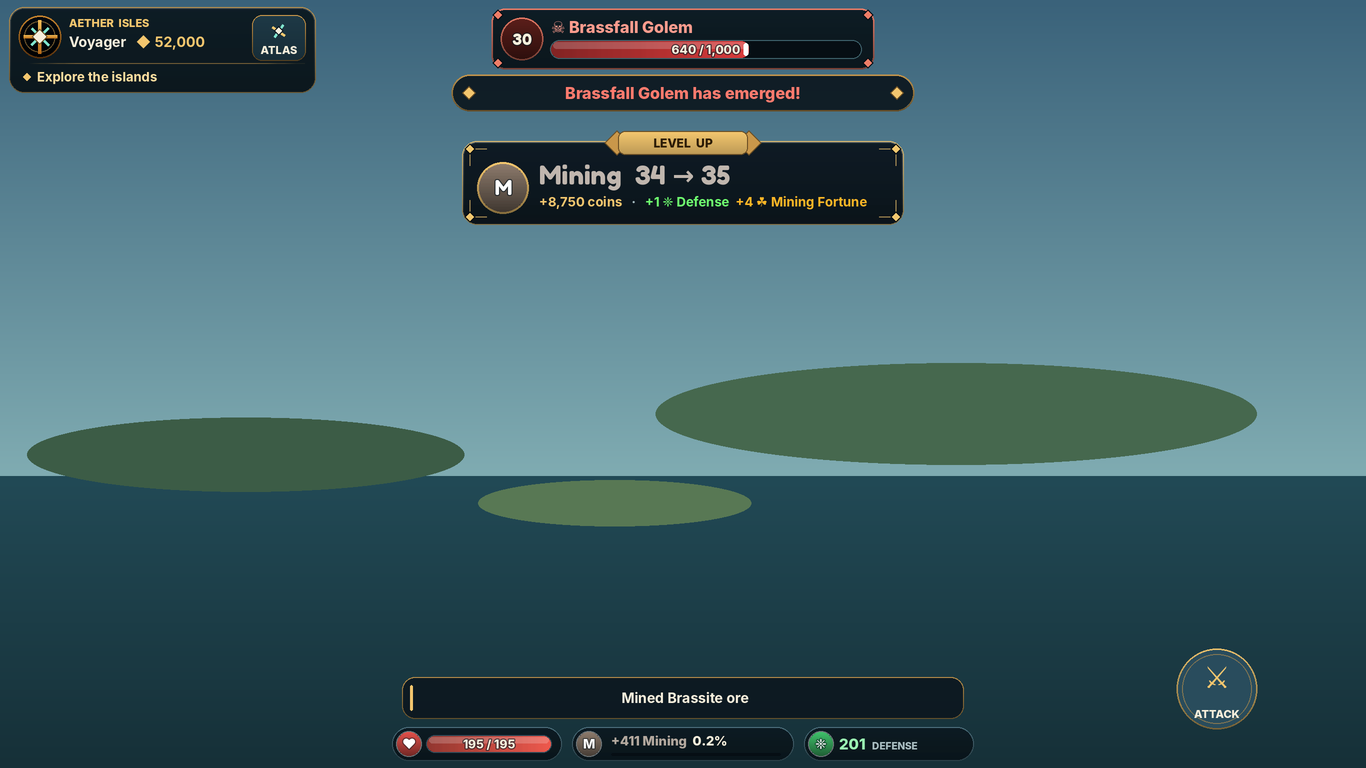 AETHER ISLES
Voyager ◆ 52,000
ATLAS
◆ Explore the islands
30
☠ Brassfall Golem
640 / 1,000
Brassfall Golem has emerged!
LEVEL UP
M
Mining 34 → 35
+8,750 coins · +1 ❈ Defense +4 ☘ Mining Fortune
Mined Brassite ore
195 / 195
M
+411 Mining 0.2%
201 DEFENSE
ATTACK